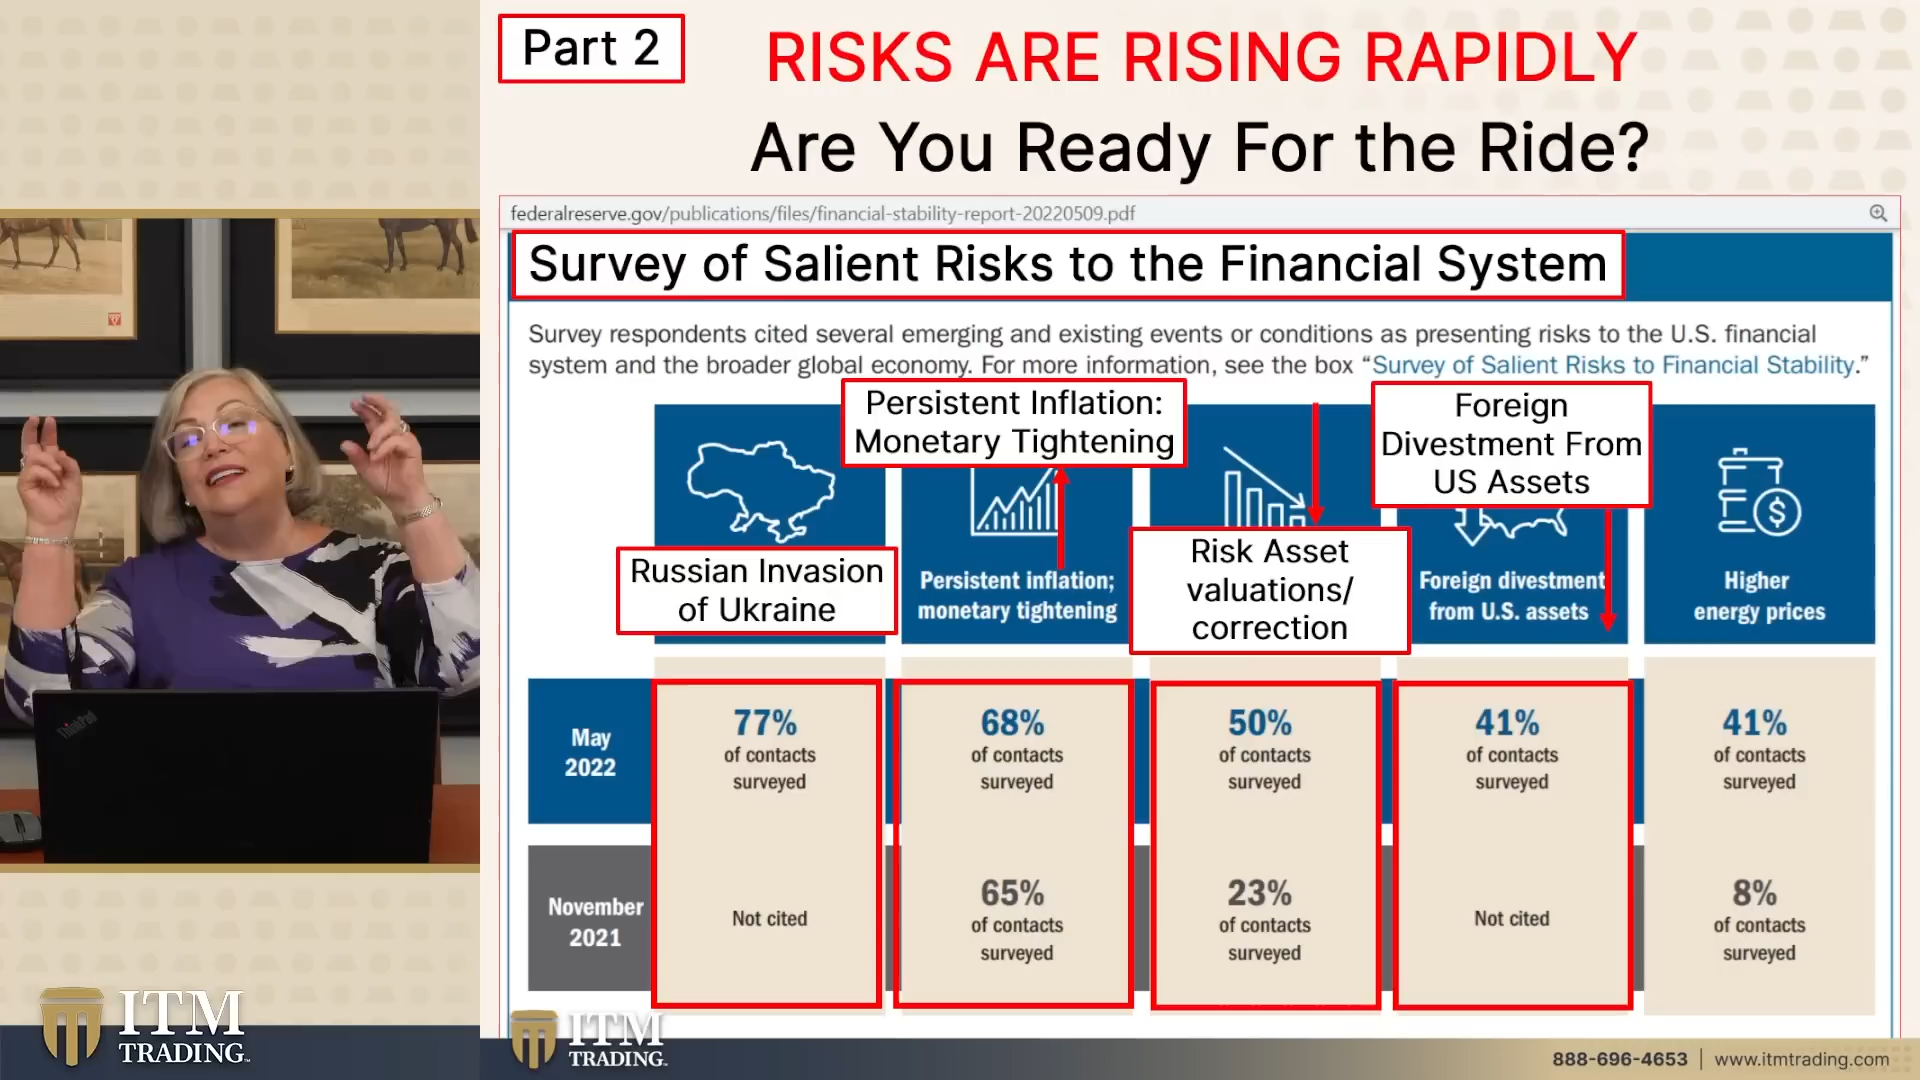 Part 2
RISKS ARE RISING RAPIDLY
Are You Ready For the Ride?
federalreserve.gov/publications/files/financial-stability-report-20220509.pdf
Survey of Salient Risks to the Financial System
Survey respondents cited several emerging and existing events or conditions as presenting risks to the U.S. financial
system and the broader global economy. For more information, see the box “Survey of Salient Risks to Financial Stability.”
Persistent Inflation:
Monetary Tightening
Foreign
Divestment From
US Assets
Russian Invasion
of Ukraine
Persistent inflation;
monetary tightening
Risk Asset
valuations/
correction
Foreign divestment
from U.S. assets
Higher
energy prices
May
2022
77%
of contacts
surveyed
68%
of contacts
surveyed
50%
of contacts
surveyed
41%
of contacts
surveyed
41%
of contacts
surveyed
November
2021
Not cited
65%
of contacts
surveyed
23%
of contacts
surveyed
Not cited
8%
of contacts
surveyed
ThinkPad
ITM
TRADING
ITM
TRADING
888-696-4653 | www.itmtrading.com